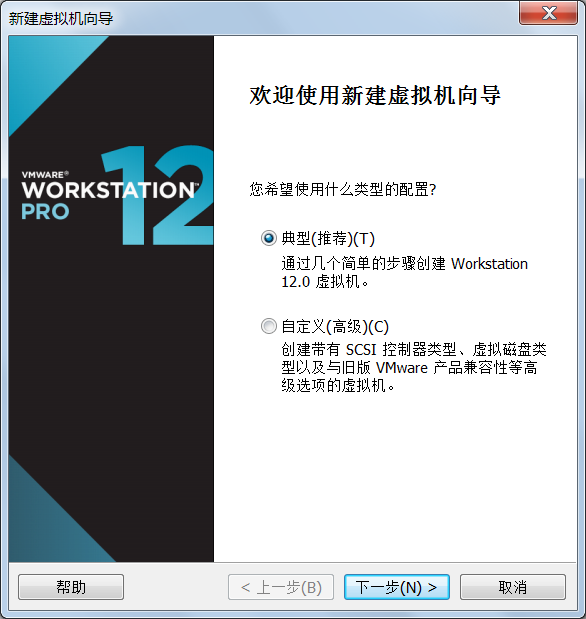 新建虚拟机向导
VMWARE®
WORKSTATION™
PRO
12
欢迎使用新建虚拟机向导
您希望使用什么类型的配置?
典型(推荐)(T)
通过几个简单的步骤创建 Workstation
12.0 虚拟机。
自定义(高级)(C)
创建带有 SCSI 控制器类型、虚拟磁盘类
型以及与旧版 VMware 产品兼容性等高
级选项的虚拟机。
帮助
< 上一步(B)
下一步(N) >
取消